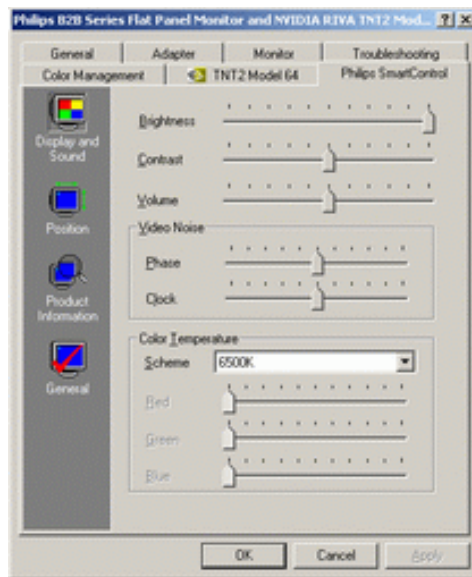 Philips B2B Series Flat Panel Monitor and NVIDIA RIVA TNT2 Mod...
General Adapter Monitor Troubleshooting
Color Management TNT2 Model 64 Philips SmartControl
Display and
Sound
Position
Product
Information
General
Brightness
Contrast
Volume
Video Noise
Phase
Clock
Color Temperature
Scheme 6500K
Red
Green
Blue
OK Cancel Apply